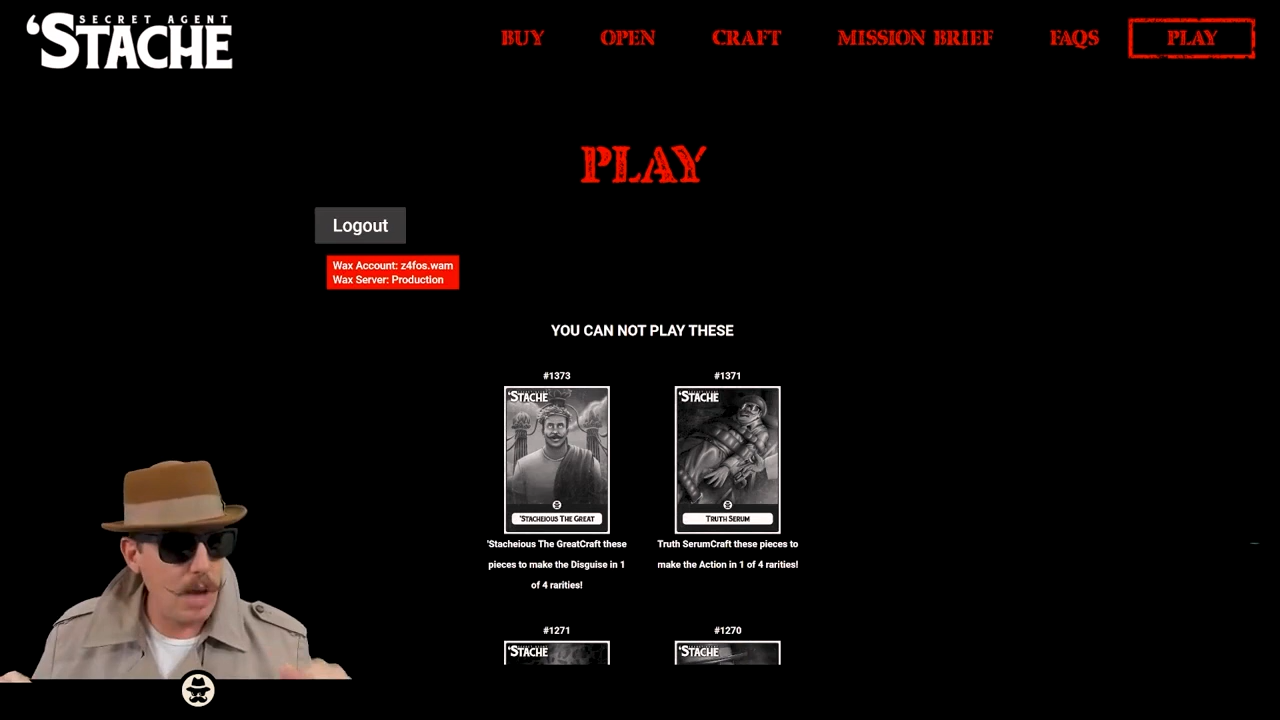 SECRET AGENT
'STACHE
BUY
OPEN
CRAFT
MISSION BRIEF
FAQS
PLAY
PLAY
Logout
Wax Account: z4fos.wam
Wax Server: Production
YOU CAN NOT PLAY THESE
#1373
#1371
'STACHE
'STACHE
'STACHEIOUS THE GREAT
TRUTH SERUM
'Stacheious The GreatCraft these
pieces to make the Disguise in 1
of 4 rarities!
Truth SerumCraft these pieces to
make the Action in 1 of 4 rarities!
#1271
#1270
'STACHE
'STACHE